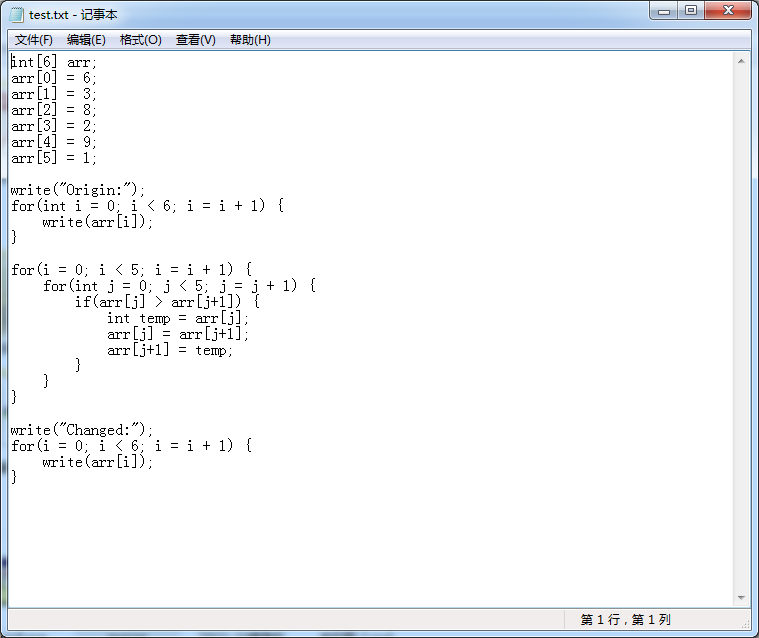 test.txt - 记事本
文件(F) 编辑(E) 格式(O) 查看(V) 帮助(H)
int[6] arr;
arr[0] = 6;
arr[1] = 3;
arr[2] = 8;
arr[3] = 2;
arr[4] = 9;
arr[5] = 1;

write("Origin:");
for(int i = 0; i < 6; i = i + 1) {
    write(arr[i]);
}

for(i = 0; i < 5; i = i + 1) {
    for(int j = 0; j < 5; j = j + 1) {
        if(arr[j] > arr[j+1]) {
            int temp = arr[j];
            arr[j] = arr[j+1];
            arr[j+1] = temp;
        }
    }
}

write("Changed:");
for(i = 0; i < 6; i = i + 1) {
    write(arr[i]);
}
第 1 行，第 1 列